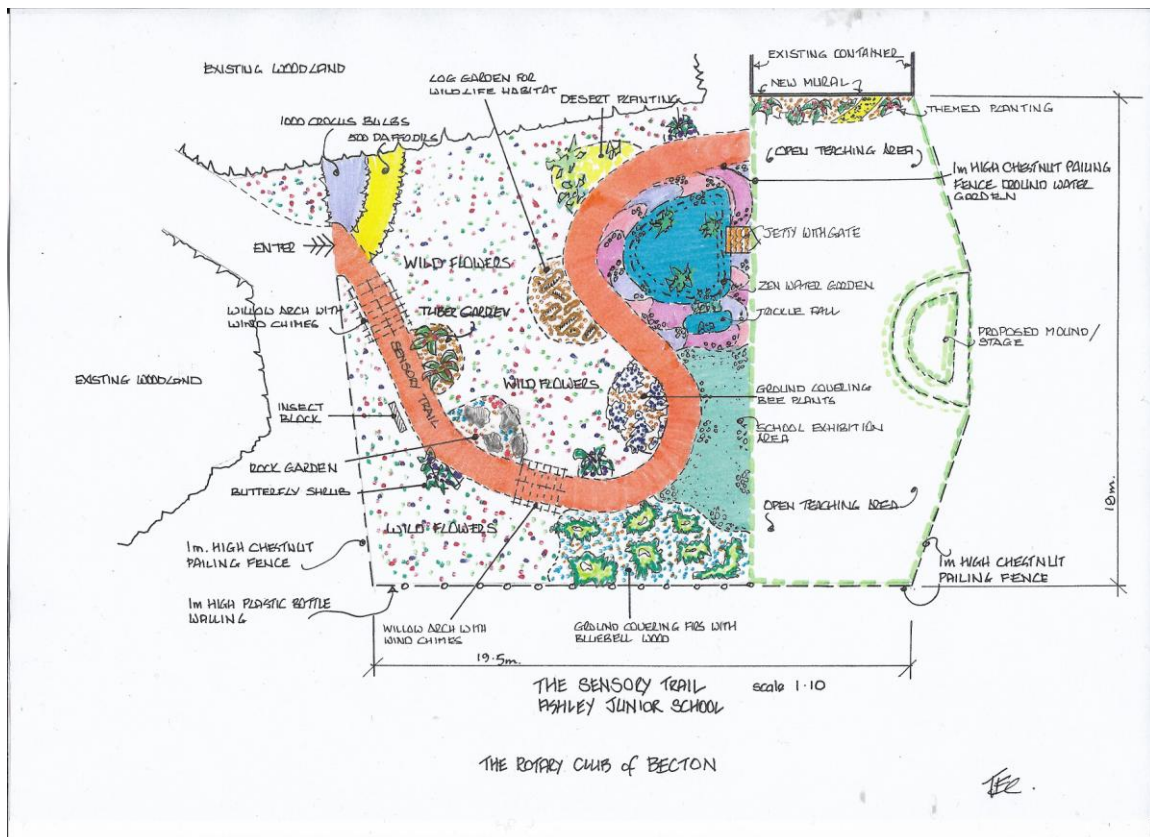 EXISTING CONTAINER
EXISTING WOODLAND
LOG GARDEN FOR
WILDLIFE HABITAT
NEW MURAL
DESERT PLANTING
THEMED PLANTING
1000 CROCUS BULBS
500 DAFFODILS
OPEN TEACHING AREA
1m HIGH CHESTNUT PAILING
FENCE AROUND WATER
GARDEN
ENTER
JETTY WITH GATE
WILD FLOWERS
ZEN WATER GARDEN
WILLOW ARCH WITH
WIND CHIMES
TUBER GARDEN
TRICKLE FALL
PROPOSED MOUND/
STAGE
SENSORY TRAIL
EXISTING WOODLAND
WILD FLOWERS
GROUND COVERING
BEE PLANTS
INSECT
BLOCK
SCHOOL EXHIBITION
AREA
ROCK GARDEN
BUTTERFLY SHRUB
OPEN TEACHING AREA
18m.
WILD FLOWERS
1m. HIGH CHESTNUT
PAILING FENCE
1m HIGH CHESTNUT
PAILING FENCE
1m HIGH PLASTIC BOTTLE
WALLING
WILLOW ARCH WITH
WIND CHIMES
GROUND COVERING FIRS WITH
BLUEBELL WOOD
19.5m.
THE SENSORY TRAIL scale 1.10
ASHLEY JUNIOR SCHOOL
THE ROTARY CLUB of BECTON